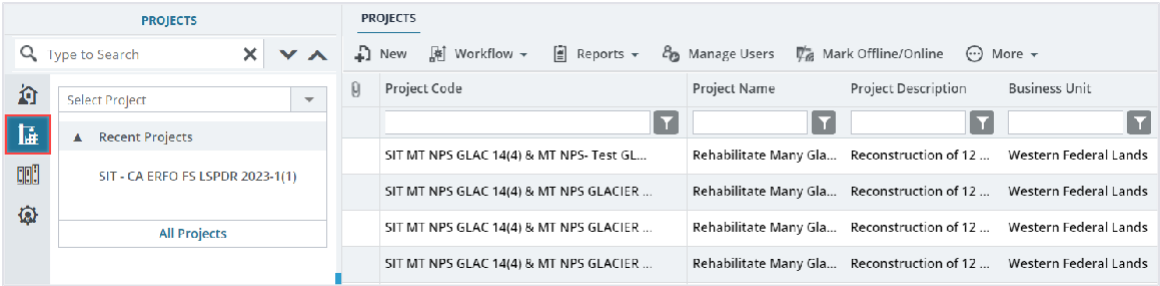 PROJECTS
Type to Search
Select Project
Recent Projects
SIT - CA ERFO FS LSPDR 2023-1(1)
All Projects
PROJECTS
New Workflow Reports Manage Users Mark Offline/Online More
Project Code Project Name Project Description Business Unit
SIT MT NPS GLAC 14(4) & MT NPS- Test GL... Rehabilitate Many Gla... Reconstruction of 12 ... Western Federal Lands
SIT MT NPS GLAC 14(4) & MT NPS GLACIER ... Rehabilitate Many Gla... Reconstruction of 12 ... Western Federal Lands
SIT MT NPS GLAC 14(4) & MT NPS GLACIER ... Rehabilitate Many Gla... Reconstruction of 12 ... Western Federal Lands
SIT MT NPS GLAC 14(4) & MT NPS GLACIER ... Rehabilitate Many Gla... Reconstruction of 12 ... Western Federal Lands